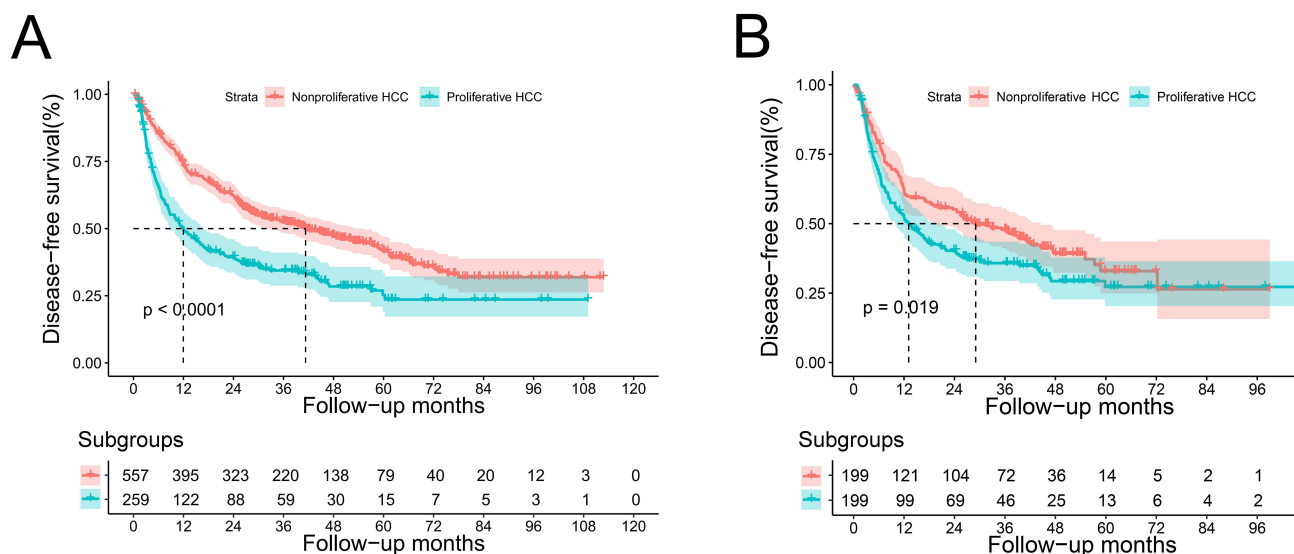 A
Strata Nonproliferative HCC Proliferative HCC
Disease−free survival(%)
1.00
0.75
0.50
0.25
0.00
p < 0.0001
0 12 24 36 48 60 72 84 96 108 120
Follow−up months
Subgroups
557 395 323 220 138 79 40 20 12 3 0
259 122 88 59 30 15 7 5 3 1 0
0 12 24 36 48 60 72 84 96 108 120
Follow−up months
B
Strata Nonproliferative HCC Proliferative HCC
Disease−free survival(%)
1.00
0.75
0.50
0.25
0.00
p = 0.019
0 12 24 36 48 60 72 84 96
Follow−up months
Subgroups
199 121 104 72 36 14 5 2 1
199 99 69 46 25 13 6 4 2
0 12 24 36 48 60 72 84 96
Follow−up months